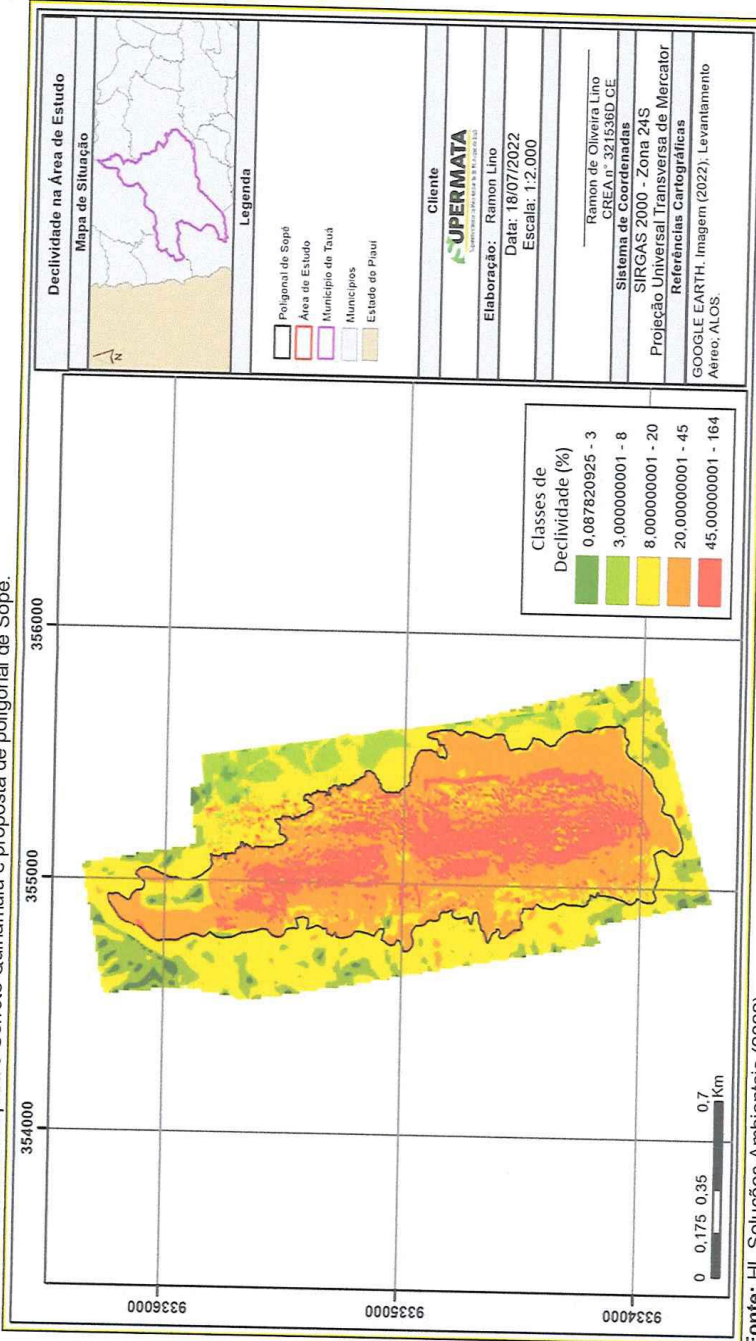 Serrote Quinamuiú e proposta de poligonal de Sopé.
Declividade na Área de Estudo
Mapa de Situação
N
Legenda
Poligonal de Sopé
Área de Estudo
Município de Tauá
Municípios
Estado do Piauí
Cliente
SUPERMATA
Elaboração: Ramon Lino
Data: 18/07/2022
Escala: 1:2.000
Ramon de Oliveira Lino
CREA n° 321536D CE
Sistema de Coordenadas
SIRGAS 2000 - Zona 24S
Projeção Universal Transversa de Mercator
Referências Cartográficas
GOOGLE EARTH. Imagem (2022); Levantamento
Aéreo; ALOS.
354000
355000
356000
9336000
9335000
9334000
Classes de
Declividade (%)
0,087820925 - 3
3,000000001 - 8
8,000000001 - 20
20,00000001 - 45
45,00000001 - 164
0 0,175 0,35 0,7
Km
Fonte: HL Soluções Ambientais (2022)